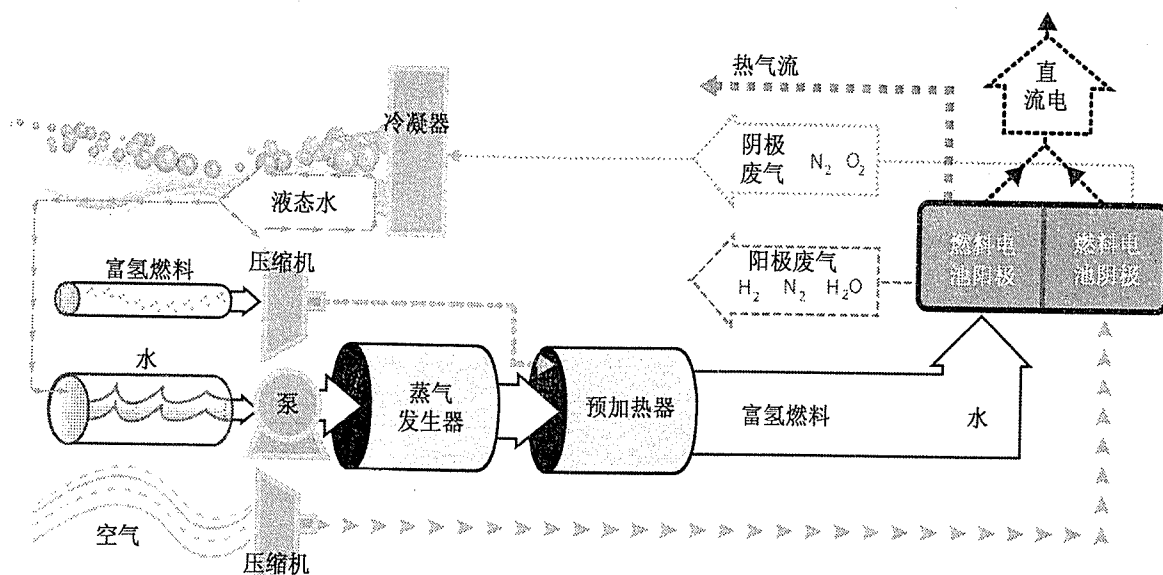 热气流
直
流电
冷凝器
阴极
废气
N₂ O₂
液态水
压缩机
富氢燃料
阳极废气
H₂ N₂ H₂O
燃料电
池阳极
燃料电
池阴极
水
泵
蒸气
发生器
预加热器
富氢燃料
水
空气
压缩机